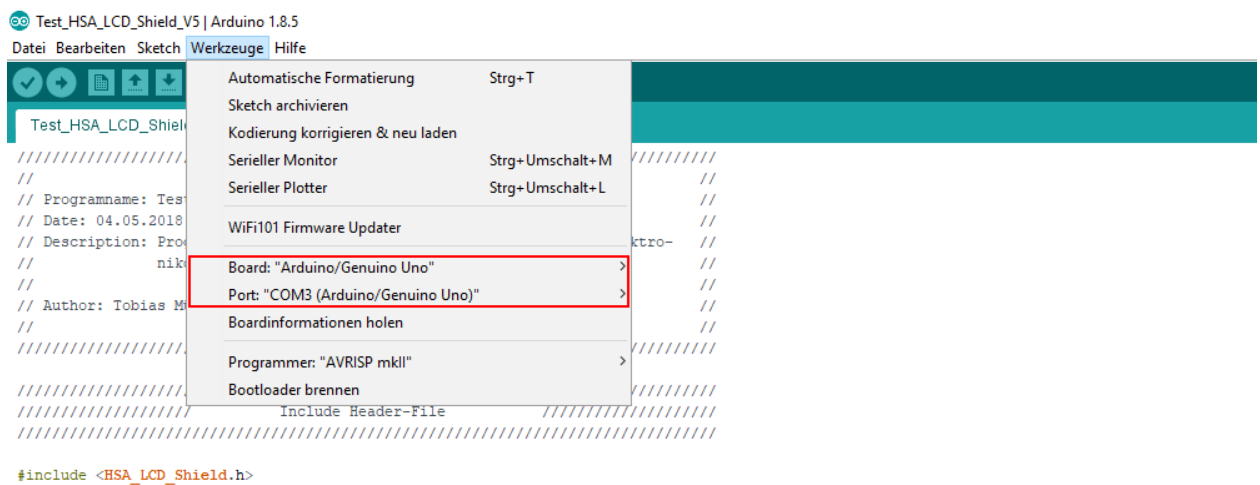 Test_HSA_LCD_Shield_V5 | Arduino 1.8.5
Datei Bearbeiten Sketch Werkzeuge Hilfe
Automatische Formatierung Strg+T
Sketch archivieren
Test_HSA_LCD_Shiel
Kodierung korrigieren & neu laden
//////////////////// //////////
Serieller Monitor Strg+Umschalt+M
// //
Serieller Plotter Strg+Umschalt+L
// Programname: Tes //
// Date: 04.05.2018 //
WiFi101 Firmware Updater
// Description: Pro ktro- //
// nik //
Board: "Arduino/Genuino Uno"
// //
Port: "COM3 (Arduino/Genuino Uno)"
// Author: Tobias M //
Boardinformationen holen
// //
//////////////////// //////////
Programmer: "AVRISP mkII"
//////////////////// //////////
Bootloader brennen
//////////////////// Include Header-File ////////////////////
////////////////////////////////////////////////////////////////////////////////
#include <HSA_LCD_Shield.h>